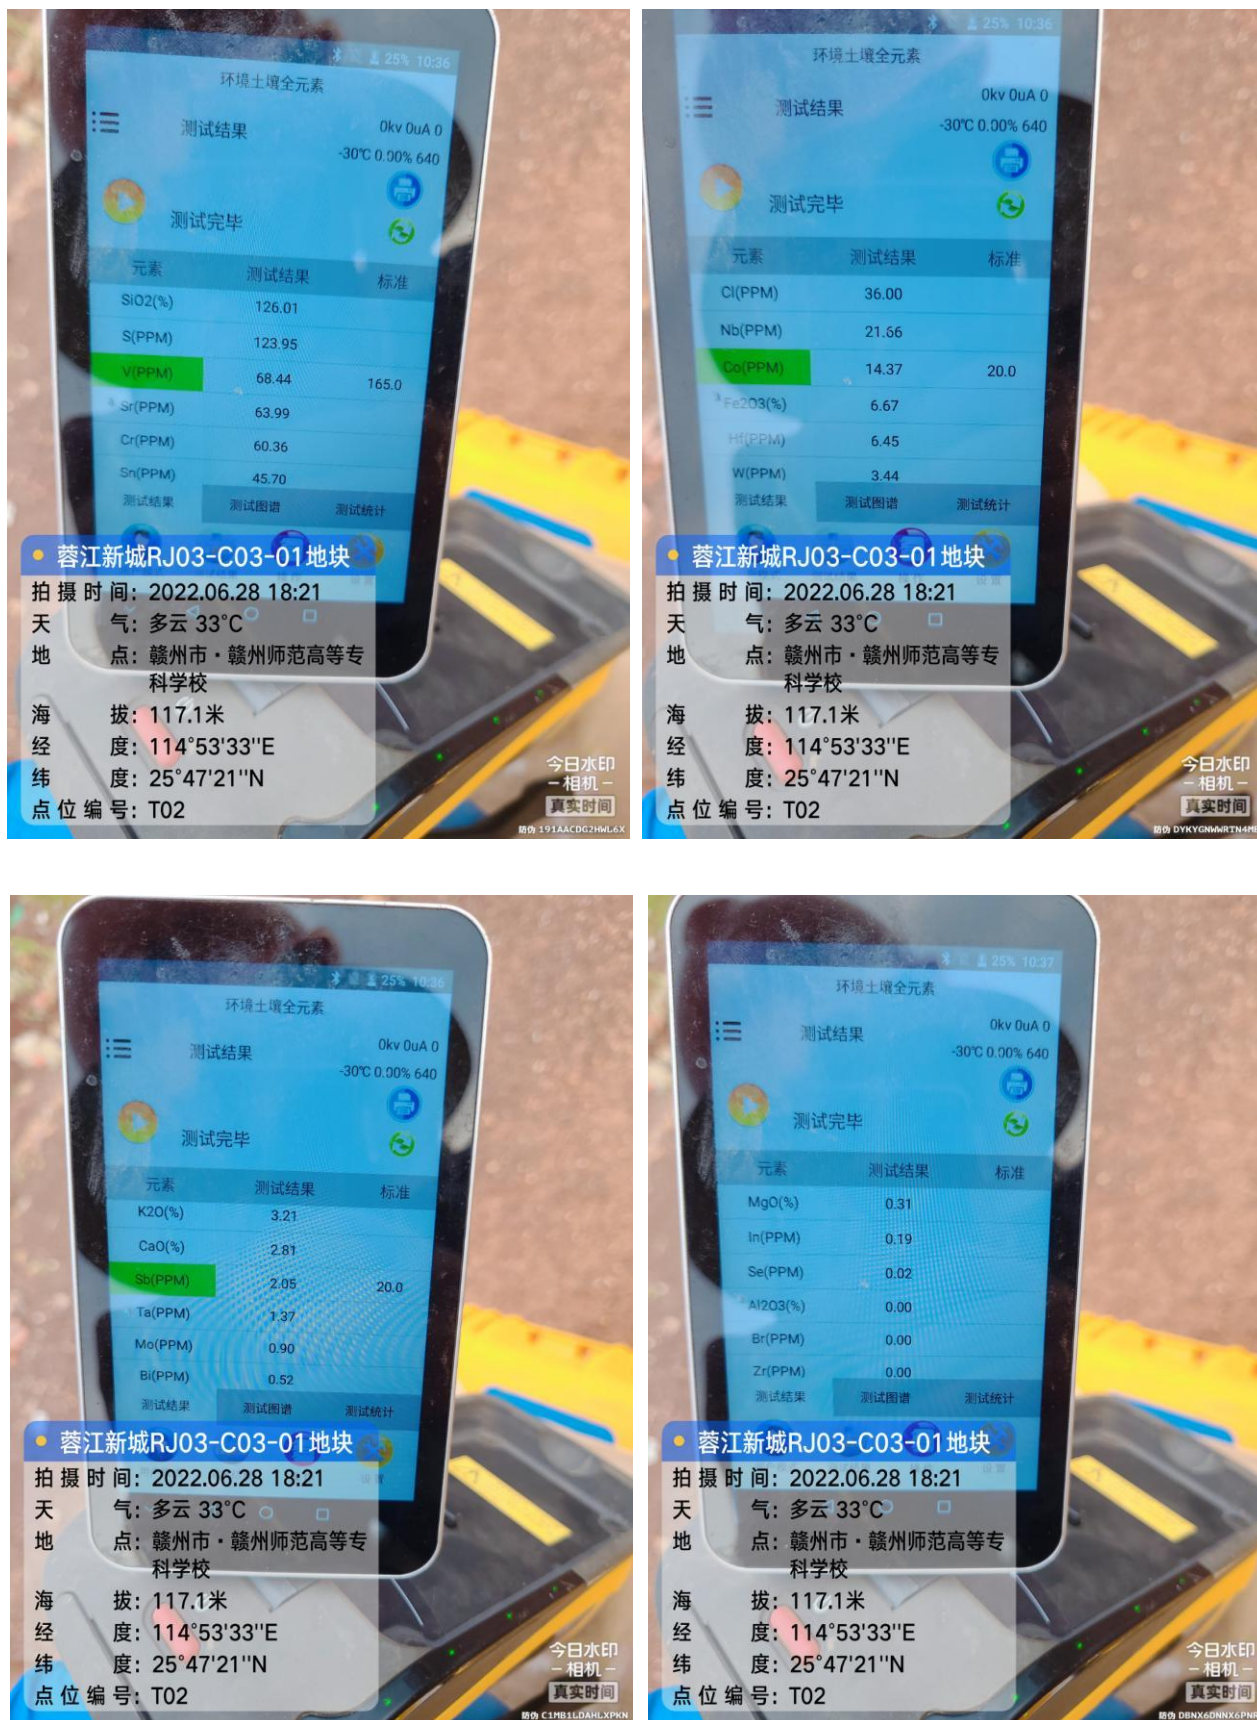 25% 10:36
环境土壤全元素
测试结果
0kv 0uA 0
-30℃ 0.00% 640
测试完毕
元素 测试结果 标准
SiO2(%) 126.01
S(PPM) 123.95
V(PPM) 68.44 165.0
Sr(PPM) 63.99
Cr(PPM) 60.36
Sn(PPM) 45.70
测试结果 测试图谱 测试统计
蓉江新城RJ03-C03-01地块
拍摄时间: 2022.06.28 18:21
天气: 多云 33°C
地点: 赣州市·赣州师范高等专
科学校
海拔: 117.1米
经度: 114°53'33''E
纬度: 25°47'21''N
点位编号: T02
今日水印
-相机-
真实时间
防伪 191AACDG2HWL6X
25% 10:36
环境土壤全元素
测试结果
0kv 0uA 0
-30℃ 0.00% 640
测试完毕
元素 测试结果 标准
Cl(PPM) 36.00
Nb(PPM) 21.66
Co(PPM) 14.37 20.0
Fe2O3(%) 6.67
Hf(PPM) 6.45
W(PPM) 3.44
测试结果 测试图谱 测试统计
蓉江新城RJ03-C03-01地块
拍摄时间: 2022.06.28 18:21
天气: 多云 33°C
地点: 赣州市·赣州师范高等专
科学校
海拔: 117.1米
经度: 114°53'33''E
纬度: 25°47'21''N
点位编号: T02
今日水印
-相机-
真实时间
防伪
25% 10:36
环境土壤全元素
测试结果
0kv 0uA 0
-30℃ 0.00% 640
测试完毕
元素 测试结果 标准
K2O(%) 3.21
CaO(%) 2.81
Sb(PPM) 2.05 20.0
Ta(PPM) 1.37
Mo(PPM) 0.90
Bi(PPM) 0.52
测试结果 测试图谱 测试统计
蓉江新城RJ03-C03-01地块
设置
拍摄时间: 2022.06.28 18:21
天气: 多云 33°C
地点: 赣州市·赣州师范高等专
科学校
海拔: 117.1米
经度: 114°53'33''E
纬度: 25°47'21''N
点位编号: T02
今日水印
-相机-
真实时间
防伪 C1MB1LDAHLXPKN
25% 10:37
环境土壤全元素
测试结果
0kv 0uA 0
-30℃ 0.00% 640
测试完毕
元素 测试结果 标准
MgO(%) 0.31
In(PPM) 0.19
Se(PPM) 0.02
Al2O3(%) 0.00
Br(PPM) 0.00
Zr(PPM) 0.00
测试结果 测试图谱 测试统计
蓉江新城RJ03-C03-01地块
拍摄时间: 2022.06.28 18:21
天气: 多云 33°C
地点: 赣州市·赣州师范高等专
科学校
海拔: 117.1米
经度: 114°53'33''E
纬度: 25°47'21''N
点位编号: T02
今日水印
-相机-
真实时间
防伪